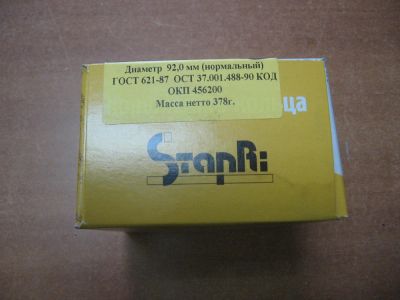 Диаметр 92,0 мм (нормальный)
ГОСТ 621-87 ОСТ 37.001.488-90 КОД
ОКП 456200
Масса нетто 378г.
StapRi